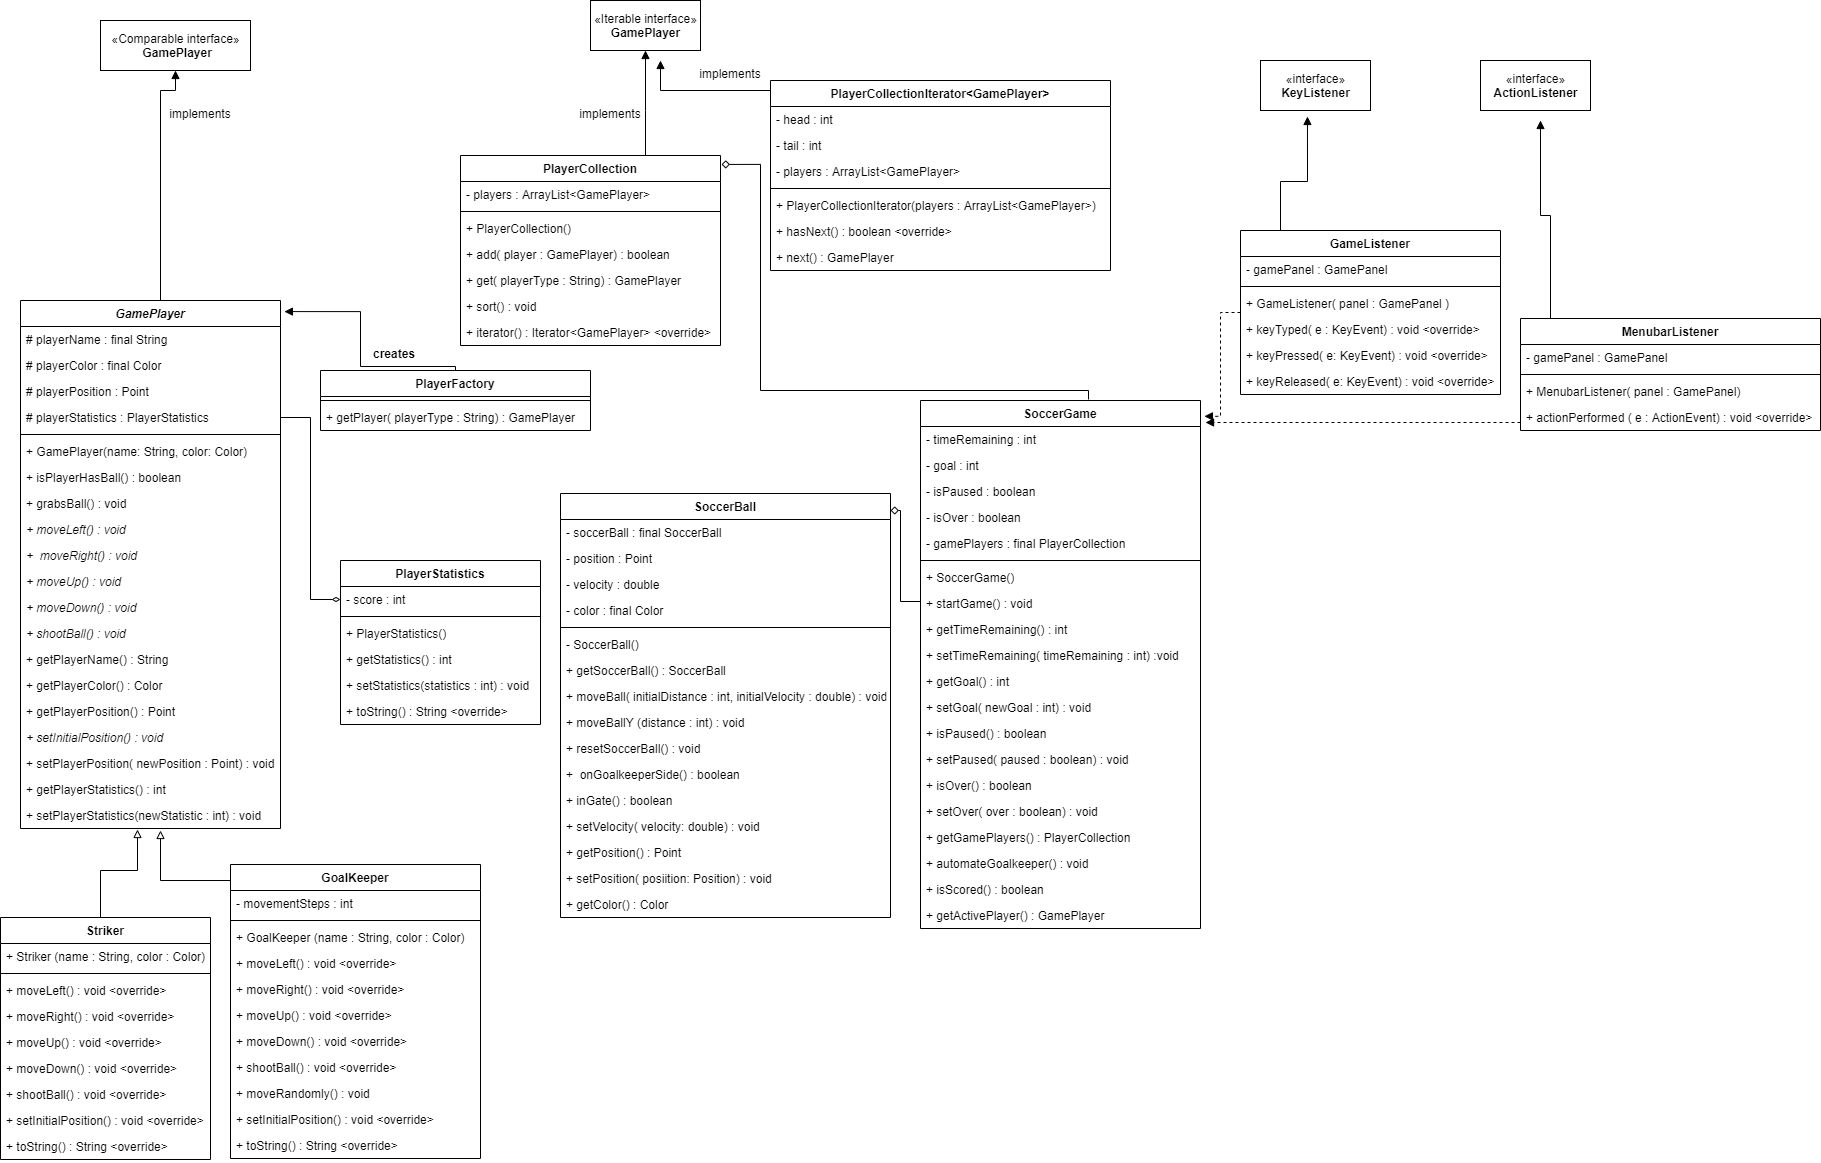 «Comparable interface»
GamePlayer
implements
«Iterable interface»
GamePlayer
implements
implements
PlayerCollectionIterator<GamePlayer>
- head : int
- tail : int
- players : ArrayList<GamePlayer>
+ PlayerCollectionIterator(players : ArrayList<GamePlayer>)
+ hasNext() : boolean <override>
+ next() : GamePlayer
«interface»
KeyListener
«interface»
ActionListener
PlayerCollection
- players : ArrayList<GamePlayer>
+ PlayerCollection()
+ add( player : GamePlayer) : boolean
+ get( playerType : String) : GamePlayer
+ sort() : void
+ iterator() : Iterator<GamePlayer> <override>
GameListener
- gamePanel : GamePanel
+ GameListener( panel : GamePanel )
+ keyTyped( e : KeyEvent) : void <override>
+ keyPressed( e: KeyEvent) : void <override>
+ keyReleased( e: KeyEvent) : void <override>
MenubarListener
- gamePanel : GamePanel
+ MenubarListener( panel : GamePanel)
+ actionPerformed ( e : ActionEvent) : void <override>
GamePlayer
# playerName : final String
# playerColor : final Color
# playerPosition : Point
# playerStatistics : PlayerStatistics
+ GamePlayer(name: String, color: Color)
+ isPlayerHasBall() : boolean
+ grabsBall() : void
+ moveLeft() : void
+ moveRight() : void
+ moveUp() : void
+ moveDown() : void
+ shootBall() : void
+ getPlayerName() : String
+ getPlayerColor() : Color
+ getPlayerPosition() : Point
+ setInitialPosition() : void
+ setPlayerPosition( newPosition : Point) : void
+ getPlayerStatistics() : int
+ setPlayerStatistics(newStatistic : int) : void
creates
PlayerFactory
+ getPlayer( playerType : String) : GamePlayer
PlayerStatistics
- score : int
+ PlayerStatistics()
+ getStatistics() : int
+ setStatistics(statistics : int) : void
+ toString() : String <override>
SoccerBall
- soccerBall : final SoccerBall
- position : Point
- velocity : double
- color : final Color
- SoccerBall()
+ getSoccerBall() : SoccerBall
+ moveBall( initialDistance : int, initialVelocity : double) : void
+ moveBallY (distance : int) : void
+ resetSoccerBall() : void
+ onGoalkeeperSide() : boolean
+ inGate() : boolean
+ setVelocity( velocity: double) : void
+ getPosition() : Point
+ setPosition( posiition: Position) : void
+ getColor() : Color
SoccerGame
- timeRemaining : int
- goal : int
- isPaused : boolean
- isOver : boolean
- gamePlayers : final PlayerCollection
+ SoccerGame()
+ startGame() : void
+ getTimeRemaining() : int
+ setTimeRemaining( timeRemaining : int) :void
+ getGoal() : int
+ setGoal( newGoal : int) : void
+ isPaused() : boolean
+ setPaused( paused : boolean) : void
+ isOver() : boolean
+ setOver( over : boolean) : void
+ getGamePlayers() : PlayerCollection
+ automateGoalkeeper() : void
+ isScored() : boolean
+ getActivePlayer() : GamePlayer
Striker
+ Striker (name : String, color : Color)
+ moveLeft() : void <override>
+ moveRight() : void <override>
+ moveUp() : void <override>
+ moveDown() : void <override>
+ shootBall() : void <override>
+ setInitialPosition() : void <override>
+ toString() : String <override>
GoalKeeper
- movementSteps : int
+ GoalKeeper (name : String, color : Color)
+ moveLeft() : void <override>
+ moveRight() : void <override>
+ moveUp() : void <override>
+ moveDown() : void <override>
+ shootBall() : void <override>
+ moveRandomly() : void
+ setInitialPosition() : void <override>
+ toString() : String <override>